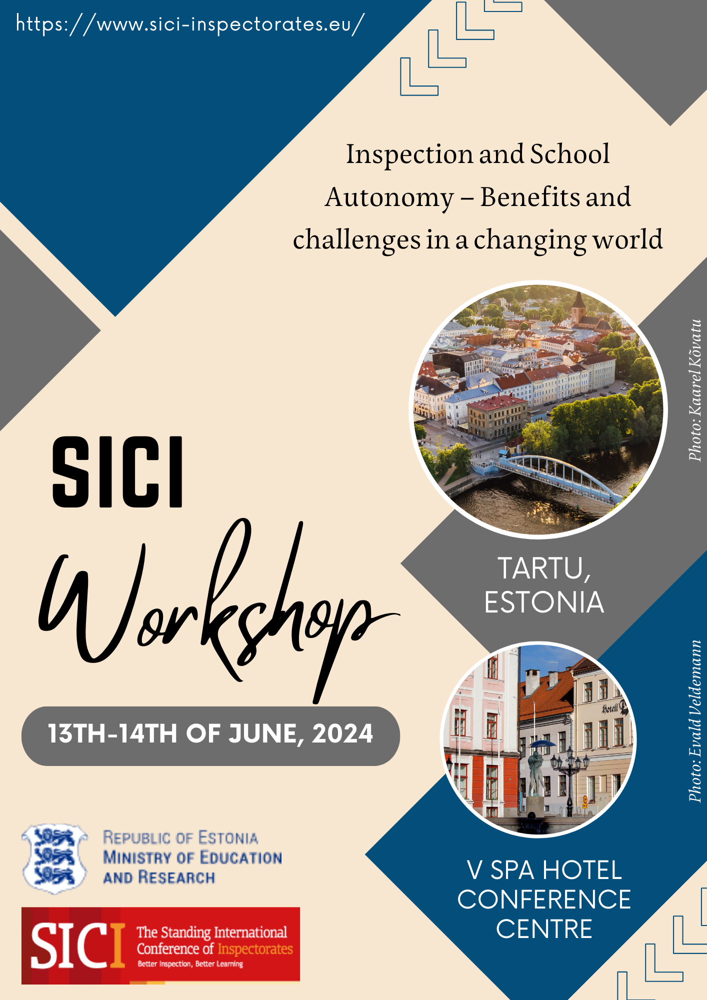 https://www.sici-inspectorates.eu/
Inspection and School
Autonomy – Benefits and
challenges in a changing world
Photo: Kaarel Kõvatu
SICI
Workshop
TARTU,
ESTONIA
13TH-14TH OF JUNE, 2024
Hotell
Photo: Evald Veldemann
V SPA HOTEL
CONFERENCE
CENTRE
REPUBLIC OF ESTONIA
MINISTRY OF EDUCATION
AND RESEARCH
SICI
The Standing International
Conference of Inspectorates
Better Inspection, Better Learning